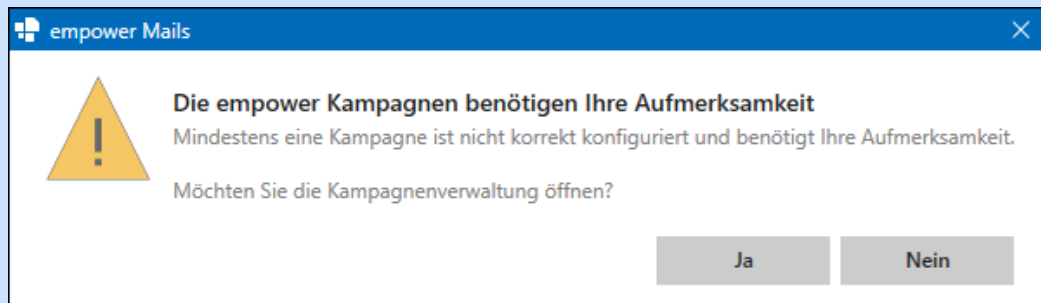 empower Mails
Die empower Kampagnen benötigen Ihre Aufmerksamkeit
Mindestens eine Kampagne ist nicht korrekt konfiguriert und benötigt Ihre Aufmerksamkeit.
Möchten Sie die Kampagnenverwaltung öffnen?
Ja Nein